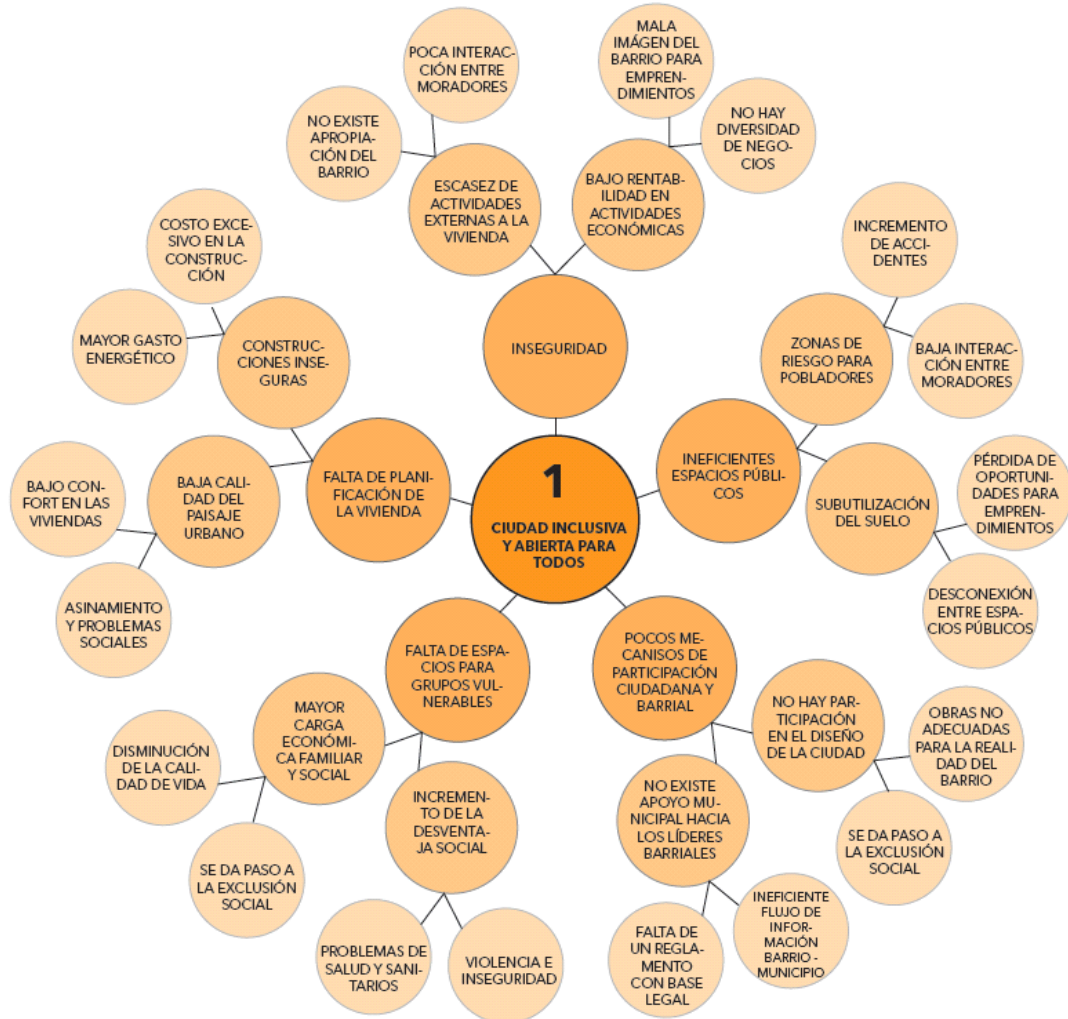 MALA
IMÁGEN DEL
BARRIO PARA
EMPREN-
DIMIENTOS
POCA INTERAC-
CIÓN ENTRE
MORADORES
NO HAY
DIVERSIDAD
DE NEGO-
CIOS
NO EXISTE
APROPIA-
CIÓN DEL
BARRIO
ESCASEZ DE
ACTIVIDADES
EXTERNAS A LA
VIVIENDA
BAJO RENTAB-
ILIDAD EN
ACTIVIDADES
ECONÓMICAS
COSTO EXCE-
SIVO EN LA
CONSTRUC-
CIÓN
INCREMENTO
DE ACCI-
DENTES
MAYOR GASTO
ENERGÉTICO
CONSTRUC-
CIONES INSE-
GURAS
INSEGURIDAD
ZONAS DE
RIESGO PARA
POBLADORES
BAJA INTERAC-
CIÓN ENTRE
MORADORES
BAJO CON-
FORT EN LAS
VIVIENDAS
BAJA CALI-
DAD DEL
PAISAJE
URBANO
FALTA DE PLANI-
FICACIÓN DE
LA VIVIENDA
1
CIUDAD INCLUSIVA
Y ABIERTA PARA
TODOS
INEFICIENTES
ESPACIOS PÚBLI-
COS
SUBUTILIZACIÓN
DEL SUELO
PÉRDIDA DE
OPORTUNI-
DADES PARA
EMPREN-
DIMIENTOS
ASINAMIENTO
Y PROBLEMAS
SOCIALES
DESCONEXIÓN
ENTRE ESPA-
CIOS PÚBLICOS
FALTA DE ESPA-
CIOS PARA
GRUPOS VUL-
NERABLES
POCOS ME-
CANISOS DE
PARTICIPACIÓN
CIUDADANA Y
BARRIAL
MAYOR
CARGA
ECONÓMI-
CA FAMILIAR
Y SOCIAL
NO HAY PAR-
TICIPACIÓN
EN EL DISEÑO
DE LA CIUDAD
OBRAS NO
ADECUADAS
PARA LA REALI-
DAD DEL
BARRIO
DISMINUCIÓN
DE LA CALI-
DAD DE VIDA
INCREMEN-
TO DE LA
DESVENTA-
JA SOCIAL
NO EXISTE
APOYO MU-
NICIPAL HACIA
LOS LÍDERES
BARRIALES
SE DA PASO A
LA EXCLUSIÓN
SOCIAL
SE DA PASO A
LA EXCLUSIÓN
SOCIAL
PROBLEMAS DE
SALUD Y SANI-
TARIOS
VIOLENCIA E
INSEGURIDAD
FALTA DE
UN REGLA-
MENTO
CON BASE
LEGAL
INEFICIENTE
FLUJO DE
INFOR-
MACIÓN
BARRIO -
MUNICIPIO